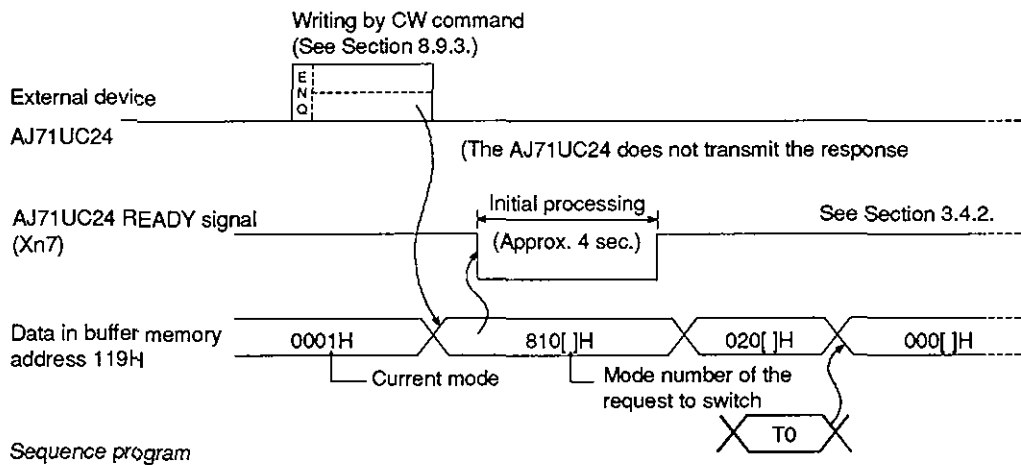 Writing by CW command
(See Section 8.9.3.)
E
N
Q
External device
AJ71UC24
(The AJ71UC24 does not transmit the response
AJ71UC24 READY signal
(Xn7)
Initial processing
(Approx. 4 sec.)
See Section 3.4.2.
Data in buffer memory
address 119H
0001H
810[ ]H
020[ ]H
000[ ]H
Current mode
Mode number of the
request to switch
T0
Sequence program